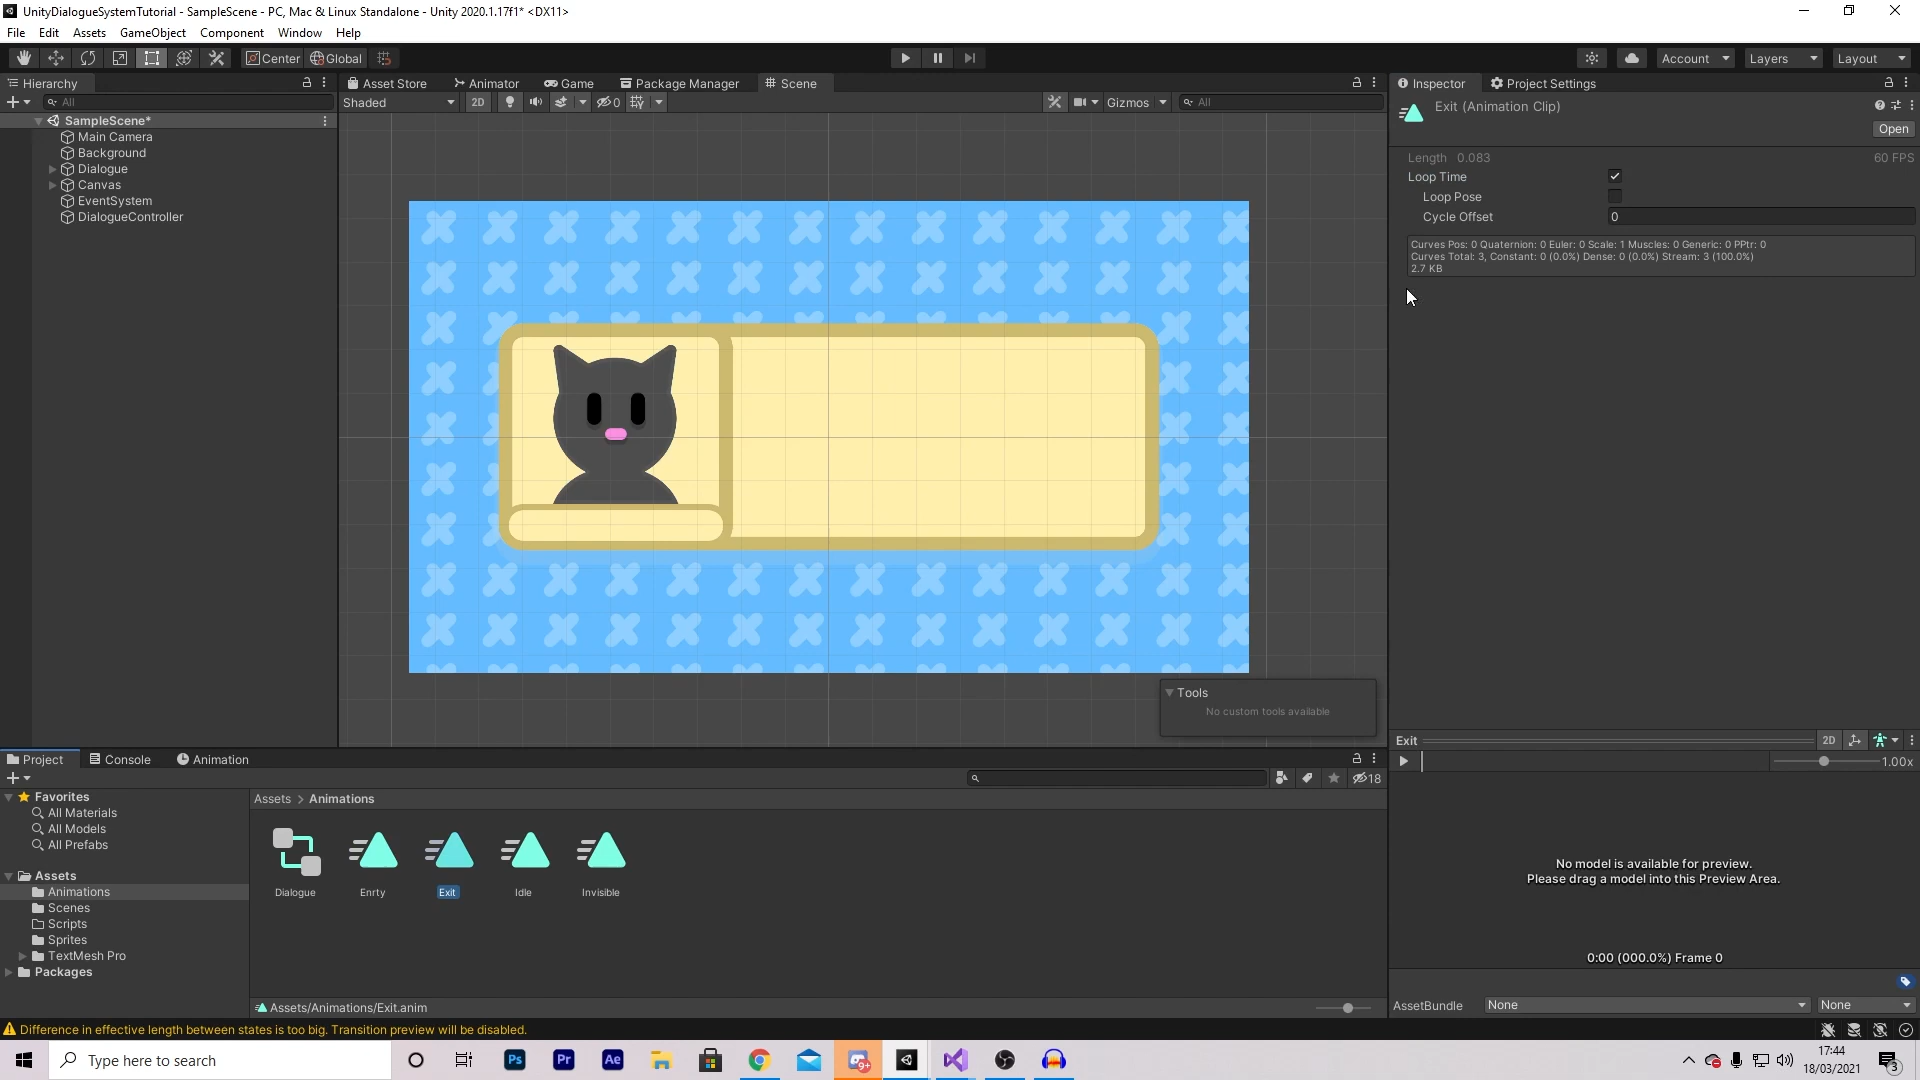 UnityDialogueSystemTutorial - SampleScene - PC, Mac & Linux Standalone - Unity 2020.1.17f1* <DX11>
File Edit Assets GameObject Component Window Help
Center Global
Account Layers Layout
Hierarchy
All
SampleScene*
Main Camera
Background
Dialogue
Canvas
EventSystem
DialogueController
Asset Store Animator Game Package Manager Scene
Shaded 2D 0 Gizmos All
Tools
No custom tools available
Inspector Project Settings
Exit (Animation Clip)
Open
Length 0.083 60 FPS
Loop Time
Loop Pose
Cycle Offset 0
Curves Pos: 0 Quaternion: 0 Euler: 0 Scale: 1 Muscles: 0 Generic: 0 PPtr: 0
Curves Total: 3, Constant: 0 (0.0%) Dense: 0 (0.0%) Stream: 3 (100.0%)
2.7 KB
Exit 2D
1.00x
No model is available for preview.
Please drag a model into this Preview Area.
0:00 (000.0%) Frame 0
AssetBundle None None
Project Console Animation
18
Favorites
All Materials
All Models
All Prefabs
Assets
Animations
Scenes
Scripts
Sprites
TextMesh Pro
Packages
Assets > Animations
Dialogue Enrty Exit Idle Invisible
Assets/Animations/Exit.anim
Difference in effective length between states is too big. Transition preview will be disabled.
Type here to search
Ps Pr Ae
9+
17:44
18/03/2021
3